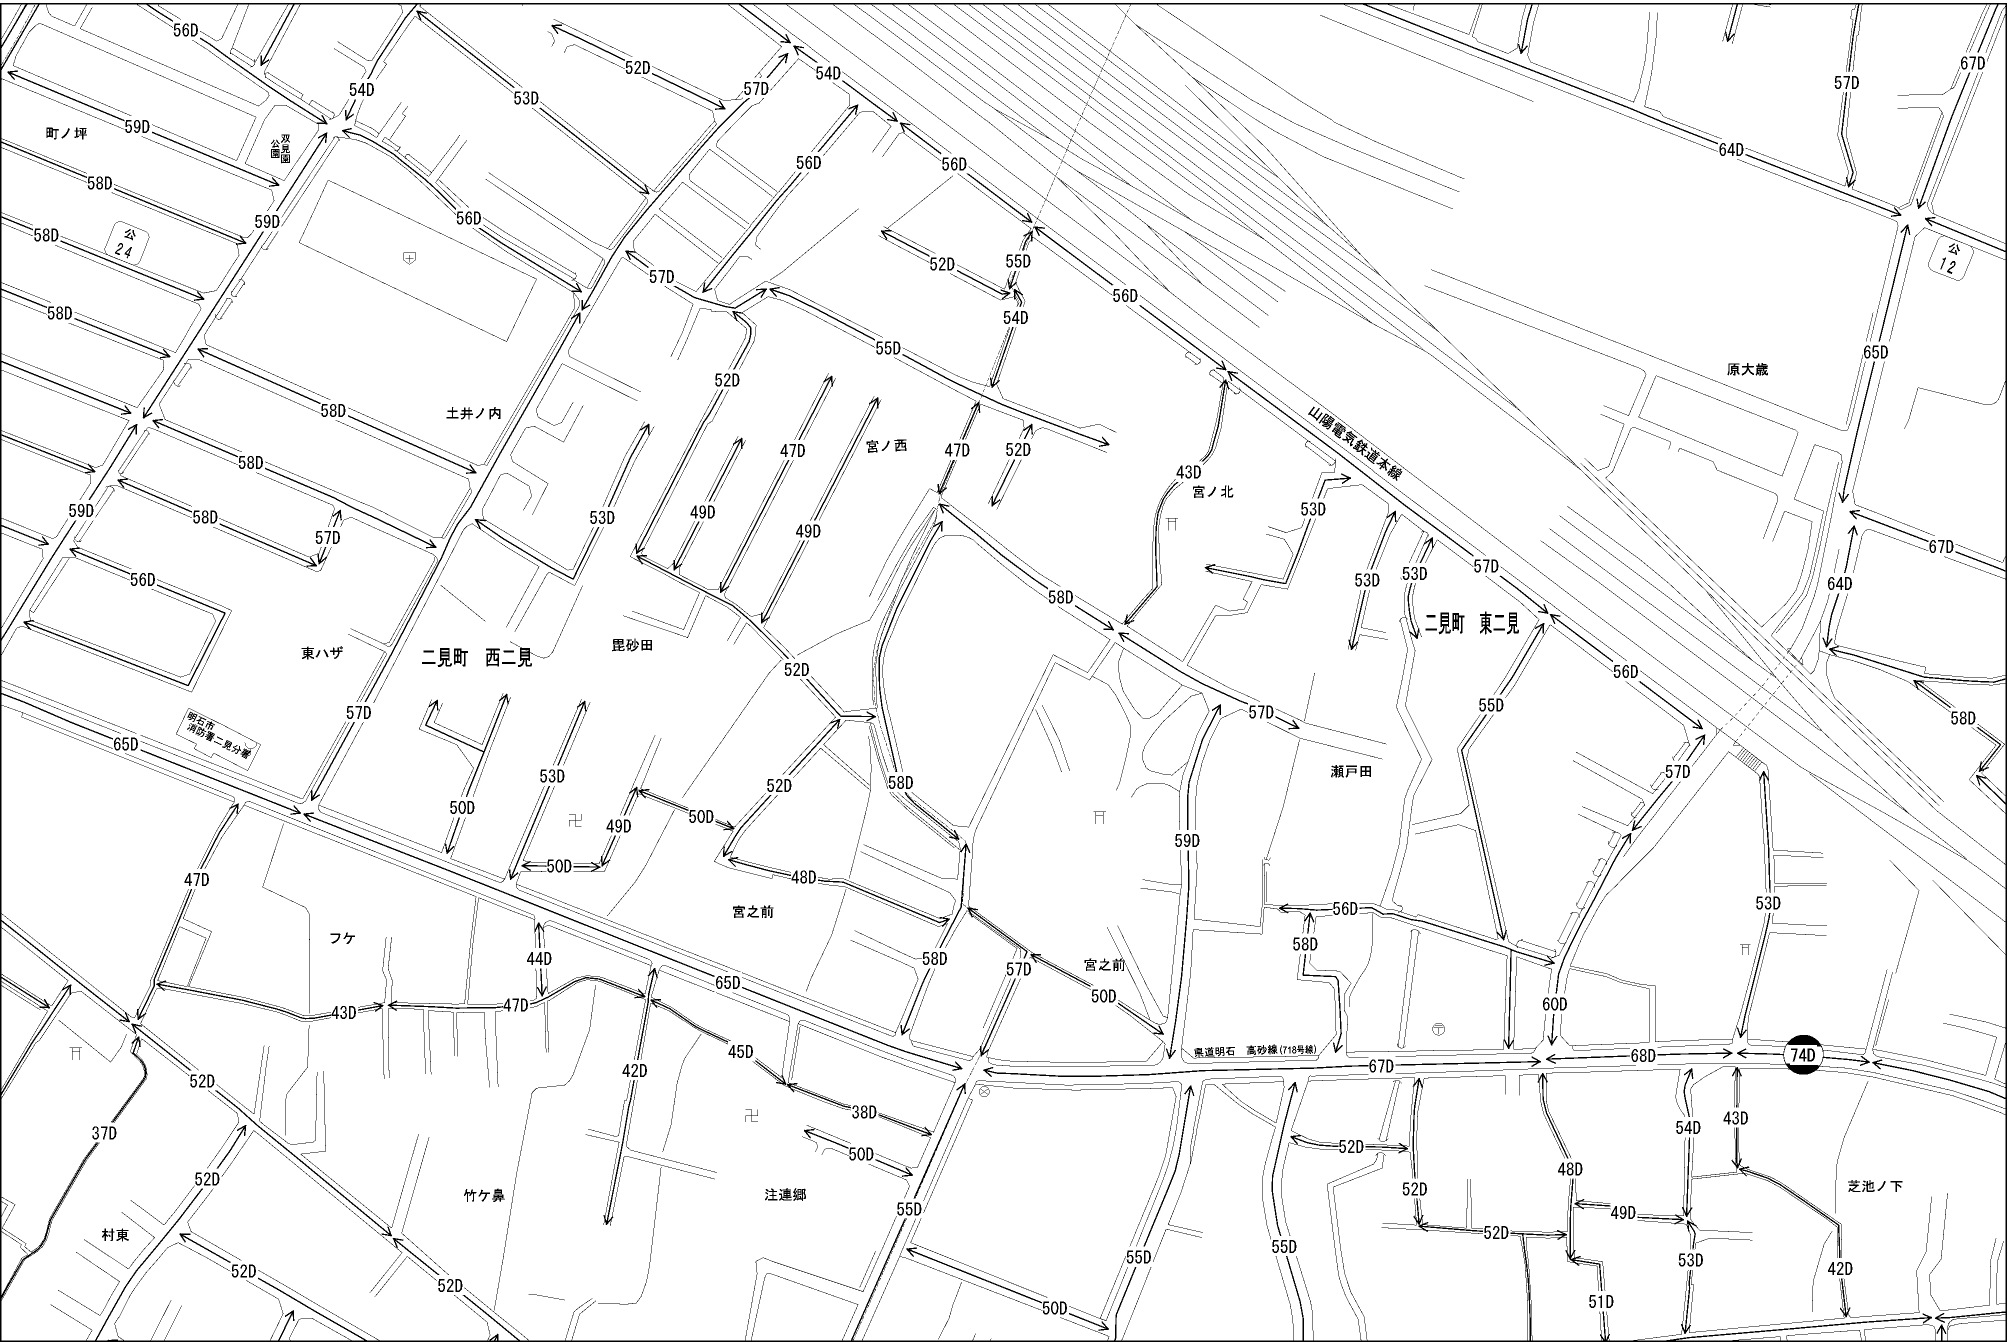 56D
54D
52D
53D
57D
54D
57D
67D
59D
町ノ坪
双見園
公園
56D
56D
64D
58D
59D
56D
58D
公
24
57D
52D
55D
公
12
58D
56D
54D
55D
65D
52D
原大歳
58D
土井ノ内
宮ノ西
47D
47D
52D
山陽電気鉄道本線
58D
43D
宮ノ北
59D
58D
57D
53D
49D
49D
53D
67D
56D
58D
53D
53D
57D
64D
二見町 東二見
東ハザ
二見町 西二見
毘砂田
52D
56D
57D
57D
55D
58D
明石市
消防署二見分署
65D
瀬戸田
50D
53D
52D
58D
57D
49D
50D
59D
50D
47D
48D
宮之前
56D
53D
フケ
44D
58D
58D
57D
宮之前
65D
50D
43D
47D
60D
45D
県道明石 高砂線(718号線)
67D
68D
74D
52D
42D
38D
37D
50D
52D
54D
43D
52D
48D
竹ケ鼻
注連郷
52D
芝池ノ下
55D
49D
村東
52D
52D
55D
55D
53D
42D
52D
50D
51D